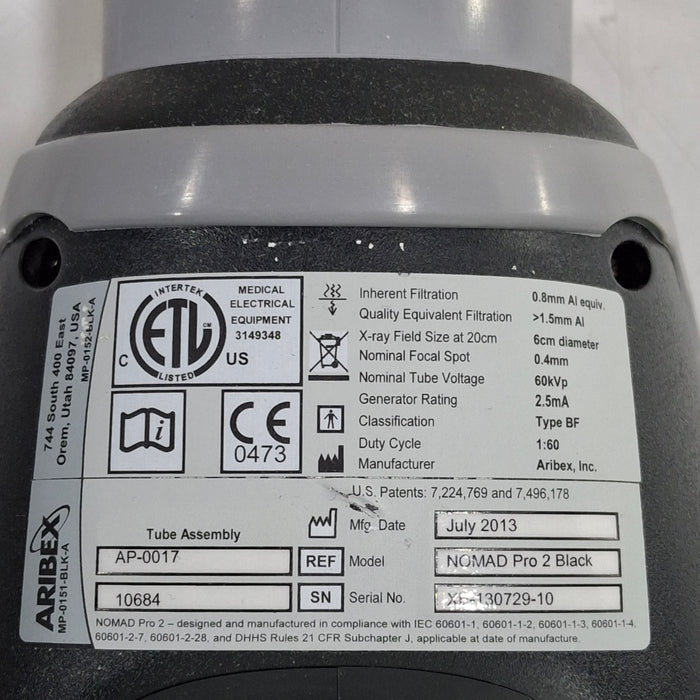 744 South 400 East
Orem, Utah 84097, USA
MP-0152-BLK-A
INTERTEK
ETL CM
LISTED
C US
MEDICAL
ELECTRICAL
EQUIPMENT
3149348
i
CE
0473
Inherent Filtration 0.8mm Al equiv.
Quality Equivalent Filtration >1.5mm Al
X-ray Field Size at 20cm 6cm diameter
Nominal Focal Spot 0.4mm
Nominal Tube Voltage 60kVp
Generator Rating 2.5mA
Classification Type BF
Duty Cycle 1:60
Manufacturer Aribex, Inc.
U.S. Patents: 7,224,769 and 7,496,178
ARIBEX
MP-0151-BLK-A
Tube Assembly
AP-0017
10684
Mfg. Date July 2013
REF Model NOMAD Pro 2 Black
SN Serial No. -130729-10
NOMAD Pro 2 – designed and manufactured in compliance with IEC 60601-1, 60601-1-2, 60601-1-3, 60601-1-4,
60601-2-7, 60601-2-28, and DHHS Rules 21 CFR Subchapter J, applicable at date of manufacture.